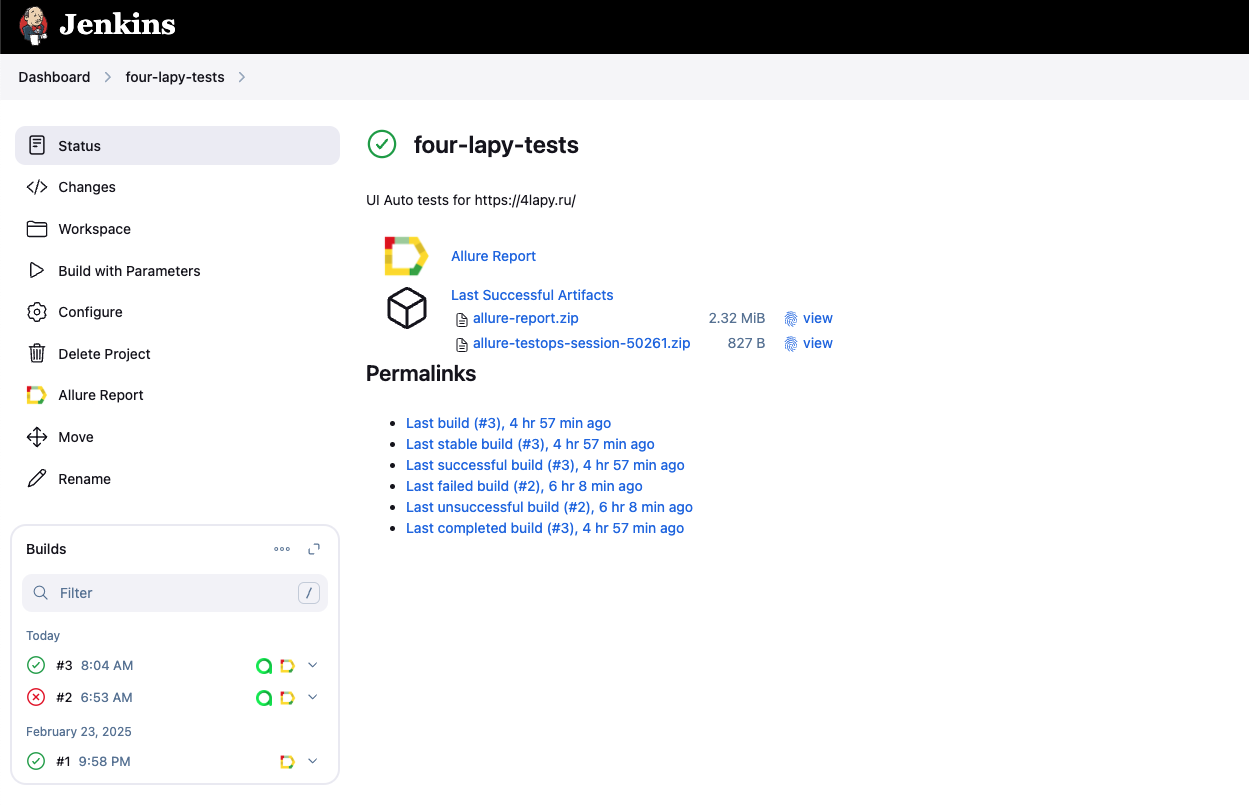 Jenkins
Dashboard
four-lapy-tests
Status
Changes
Workspace
Build with Parameters
Configure
Delete Project
Allure Report
Move
Rename
Builds
Filter
/
Today
#3 8:04 AM
#2 6:53 AM
February 23, 2025
#1 9:58 PM
four-lapy-tests
UI Auto tests for https://4lapy.ru/
Allure Report
Last Successful Artifacts
allure-report.zip 2.32 MiB view
allure-testops-session-50261.zip 827 B view
Permalinks
Last build (#3), 4 hr 57 min ago
Last stable build (#3), 4 hr 57 min ago
Last successful build (#3), 4 hr 57 min ago
Last failed build (#2), 6 hr 8 min ago
Last unsuccessful build (#2), 6 hr 8 min ago
Last completed build (#3), 4 hr 57 min ago